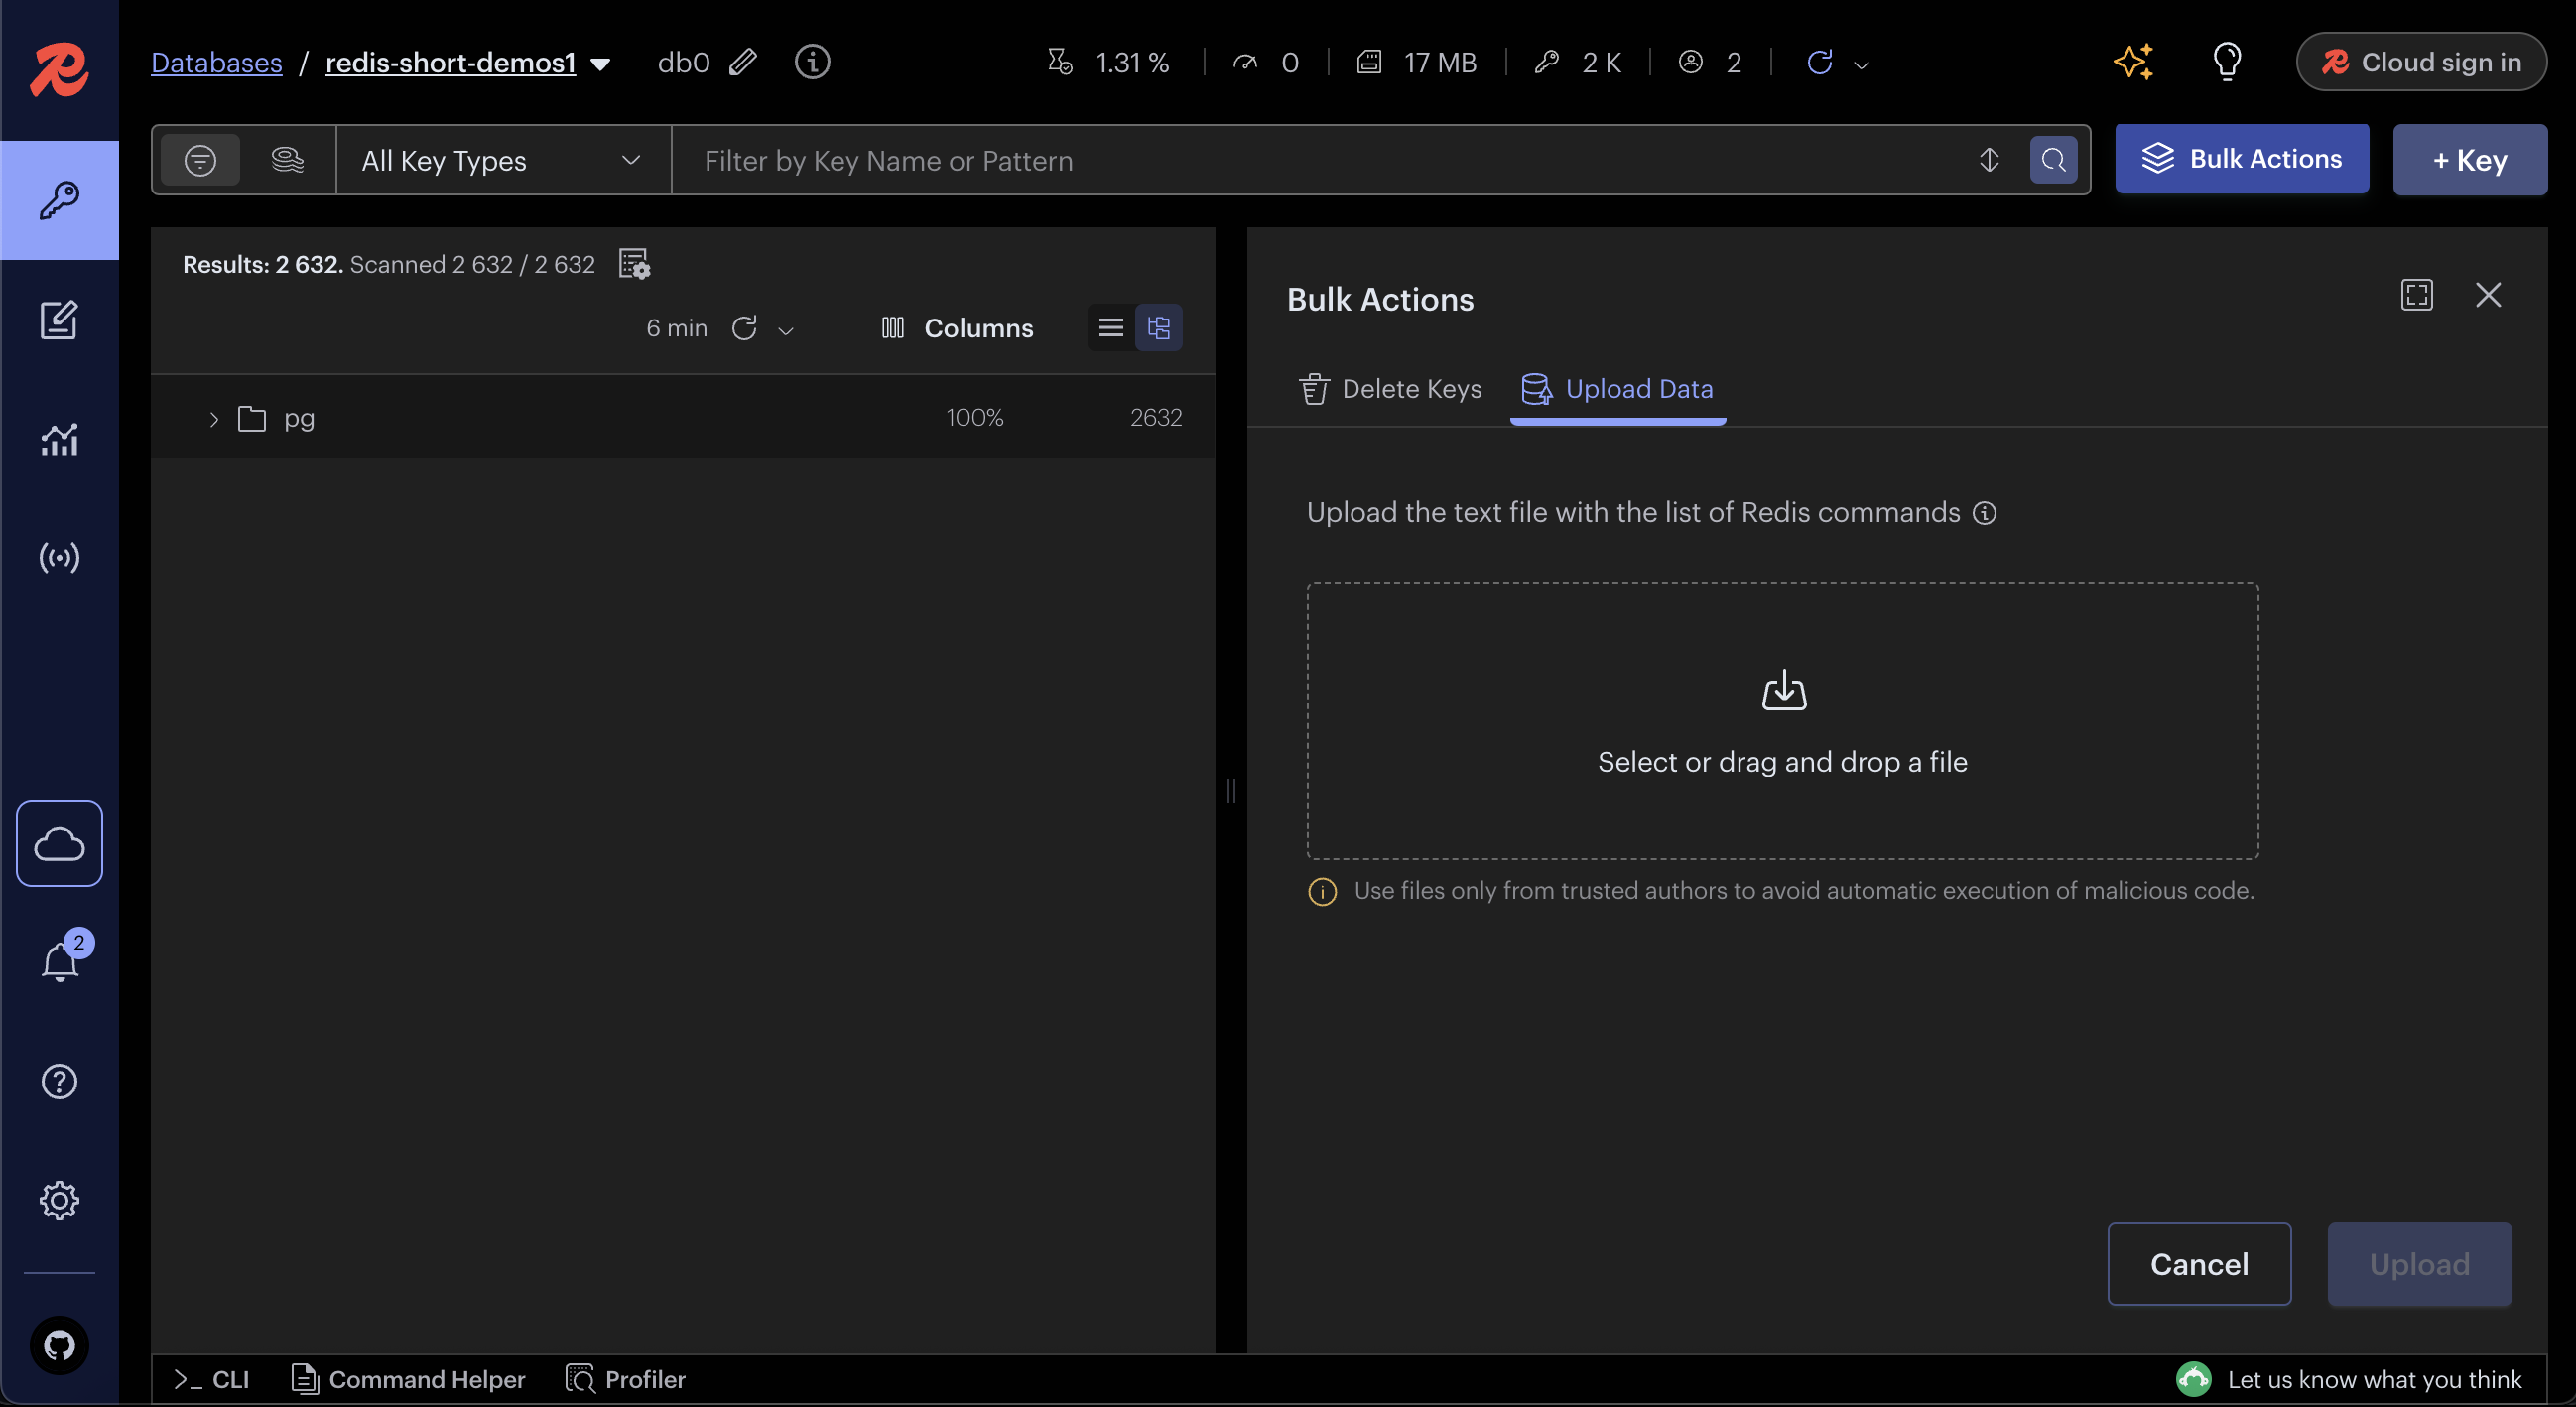 Databases / redis-short-demos1 db0 1.31 % 0 17 MB 2 K 2 Cloud sign in
All Key Types Filter by Key Name or Pattern Bulk Actions + Key
Results: 2 632. Scanned 2 632 / 2 632
6 min Columns
pg 100% 2632
Bulk Actions
Delete Keys Upload Data
Upload the text file with the list of Redis commands
Select or drag and drop a file
Use files only from trusted authors to avoid automatic execution of malicious code.
2
Cancel Upload
>_ CLI Command Helper Profiler Let us know what you think